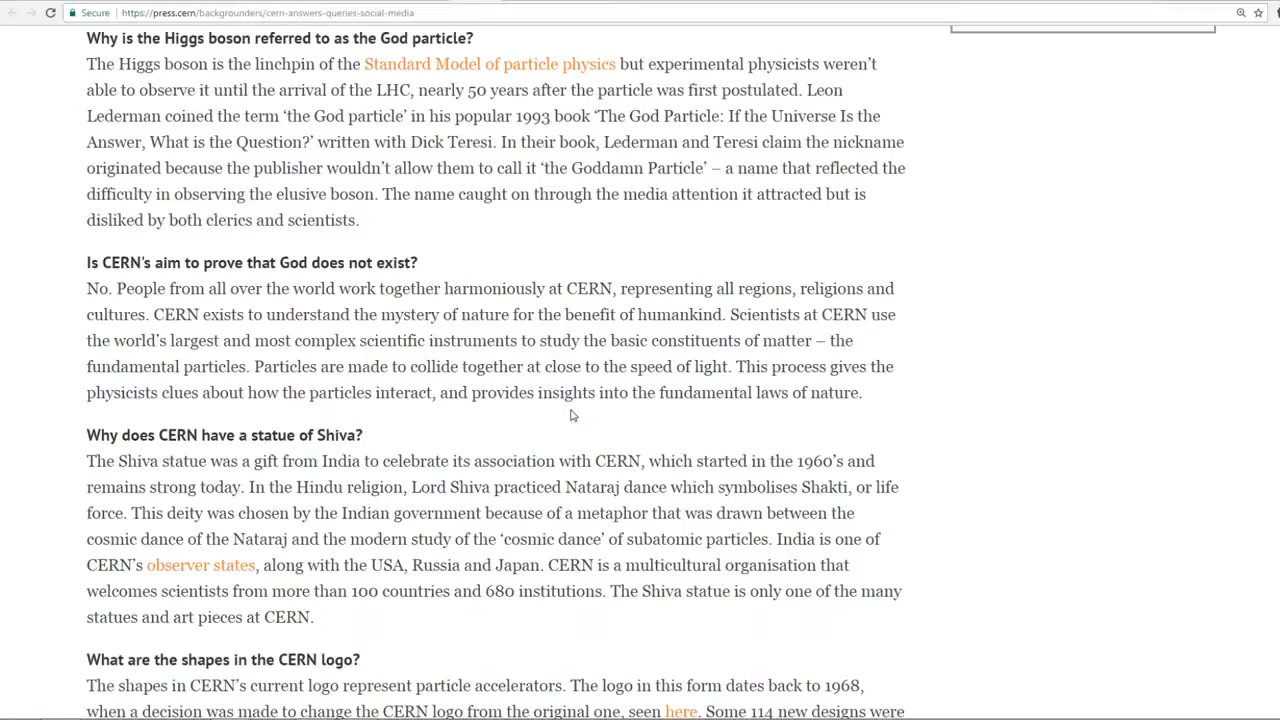 Secure
https://press.cern/backgrounders/cern-answers-queries-social-media
Why is the Higgs boson referred to as the God particle?
The Higgs boson is the linchpin of the Standard Model of particle physics but experimental physicists weren’t
able to observe it until the arrival of the LHC, nearly 50 years after the particle was first postulated. Leon
Lederman coined the term ‘the God particle’ in his popular 1993 book ‘The God Particle: If the Universe Is the
Answer, What is the Question?’ written with Dick Teresi. In their book, Lederman and Teresi claim the nickname
originated because the publisher wouldn’t allow them to call it ‘the Goddamn Particle’ – a name that reflected the
difficulty in observing the elusive boson. The name caught on through the media attention it attracted but is
disliked by both clerics and scientists.
Is CERN's aim to prove that God does not exist?
No. People from all over the world work together harmoniously at CERN, representing all regions, religions and
cultures. CERN exists to understand the mystery of nature for the benefit of humankind. Scientists at CERN use
the world’s largest and most complex scientific instruments to study the basic constituents of matter – the
fundamental particles. Particles are made to collide together at close to the speed of light. This process gives the
physicists clues about how the particles interact, and provides insights into the fundamental laws of nature.
Why does CERN have a statue of Shiva?
The Shiva statue was a gift from India to celebrate its association with CERN, which started in the 1960’s and
remains strong today. In the Hindu religion, Lord Shiva practiced Nataraj dance which symbolises Shakti, or life
force. This deity was chosen by the Indian government because of a metaphor that was drawn between the
cosmic dance of the Nataraj and the modern study of the ‘cosmic dance’ of subatomic particles. India is one of
CERN’s observer states, along with the USA, Russia and Japan. CERN is a multicultural organisation that
welcomes scientists from more than 100 countries and 680 institutions. The Shiva statue is only one of the many
statues and art pieces at CERN.
What are the shapes in the CERN logo?
The shapes in CERN’s current logo represent particle accelerators. The logo in this form dates back to 1968,
when a decision was made to change the CERN logo from the original one, seen here. Some 114 new designs were